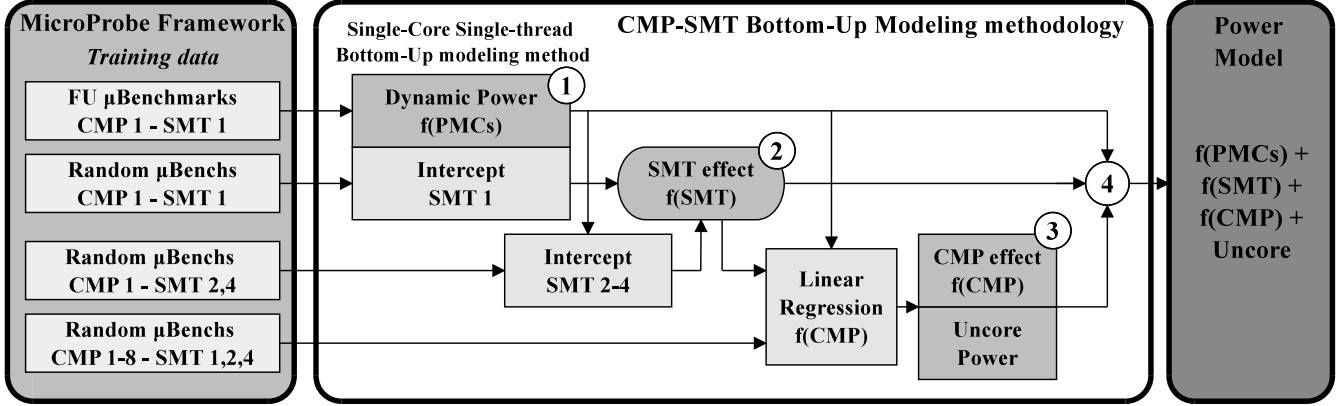 MicroProbe Framework
Training data
FU µBenchmarks
CMP 1 - SMT 1
Random µBenchs
CMP 1 - SMT 1
Random µBenchs
CMP 1 - SMT 2,4
Random µBenchs
CMP 1-8 - SMT 1,2,4
CMP-SMT Bottom-Up Modeling methodology
Single-Core Single-thread
Bottom-Up modeling method
1
Dynamic Power
f(PMCs)
Intercept
SMT 1
2
SMT effect
f(SMT)
Intercept
SMT 2-4
Linear
Regression
f(CMP)
3
CMP effect
f(CMP)
Uncore
Power
4
Power
Model
f(PMCs) +
f(SMT) +
f(CMP) +
Uncore